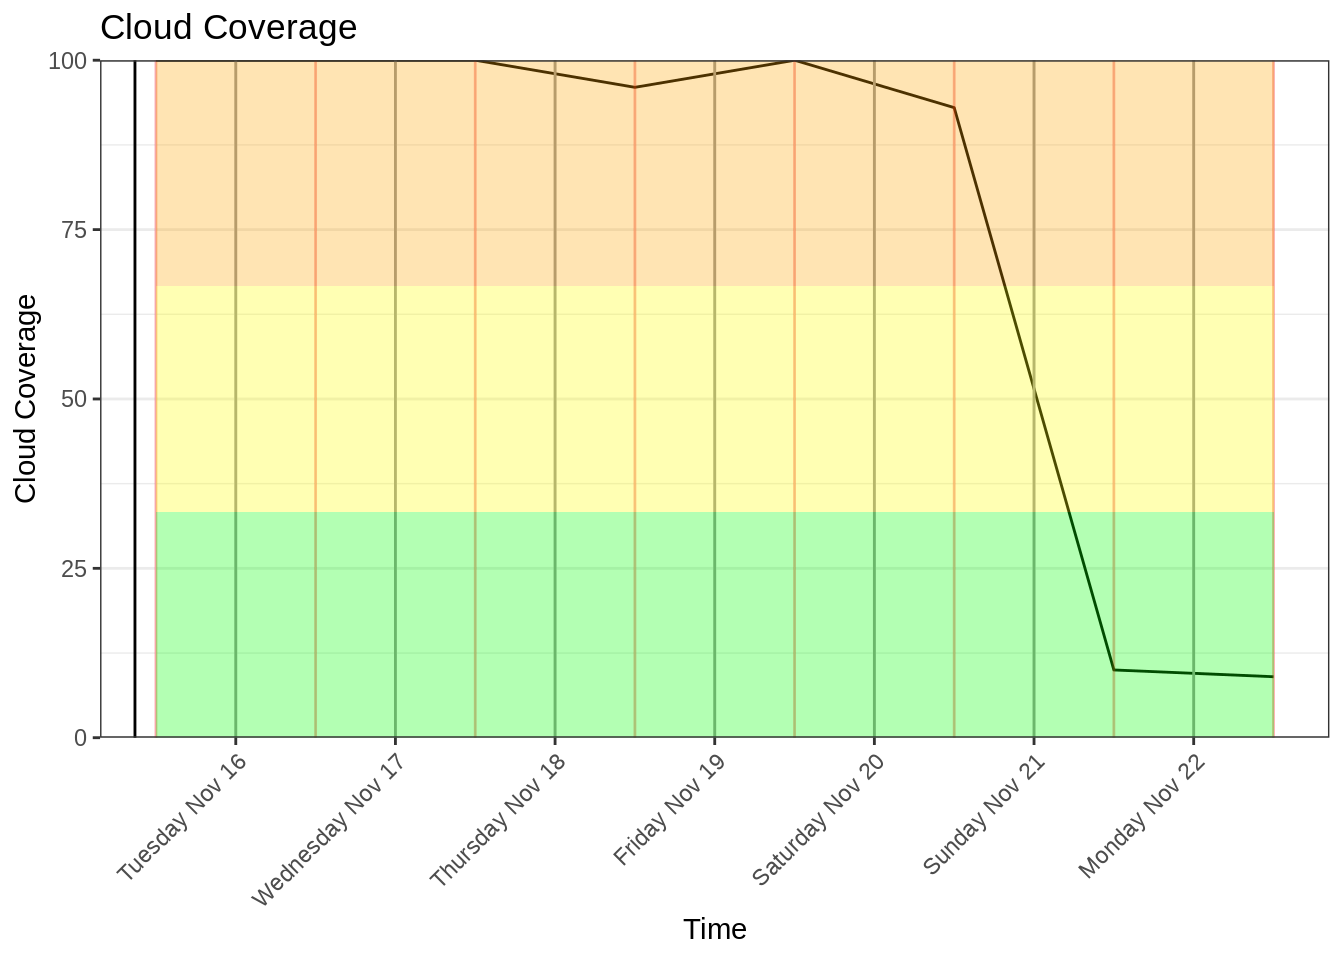 Cloud Coverage
100
75
50
25
0
Cloud Coverage
Tuesday Nov 16
Wednesday Nov 17
Thursday Nov 18
Friday Nov 19
Saturday Nov 20
Sunday Nov 21
Monday Nov 22
Time